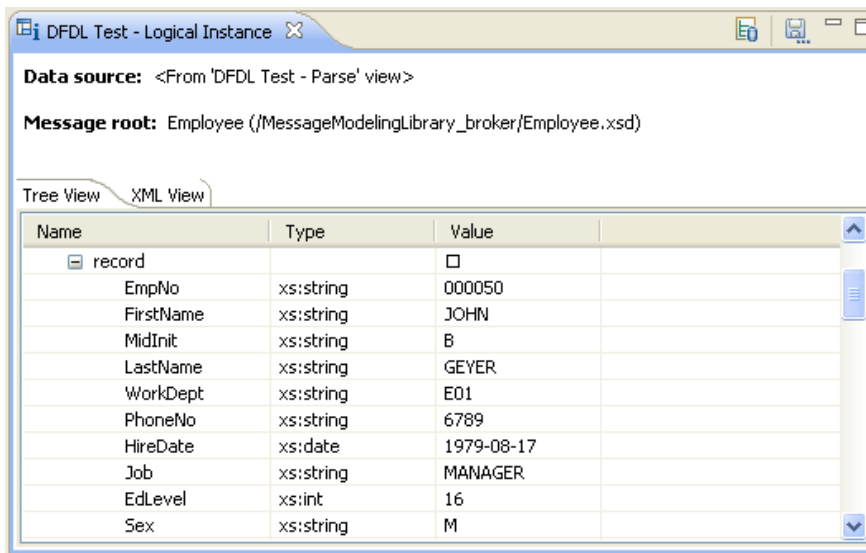 DFDL Test - Logical Instance
Data source: <From 'DFDL Test - Parse' view>
Message root: Employee (/MessageModelingLibrary_broker/Employee.xsd)
Tree View XML View
Name Type Value
record
EmpNo xs:string 000050
FirstName xs:string JOHN
MidInit xs:string B
LastName xs:string GEYER
WorkDept xs:string E01
PhoneNo xs:string 6789
HireDate xs:date 1979-08-17
Job xs:string MANAGER
EdLevel xs:int 16
Sex xs:string M